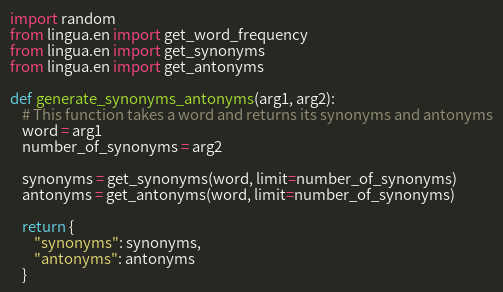 import random
from lingua.en import get_word_frequency
from lingua.en import get_synonyms
from lingua.en import get_antonyms

def generate_synonyms_antonyms(arg1, arg2):
    # This function takes a word and returns its synonyms and antonyms
    word = arg1
    number_of_synonyms = arg2

    synonyms = get_synonyms(word, limit=number_of_synonyms)
    antonyms = get_antonyms(word, limit=number_of_synonyms)

    return {
        "synonyms": synonyms,
        "antonyms": antonyms
    }